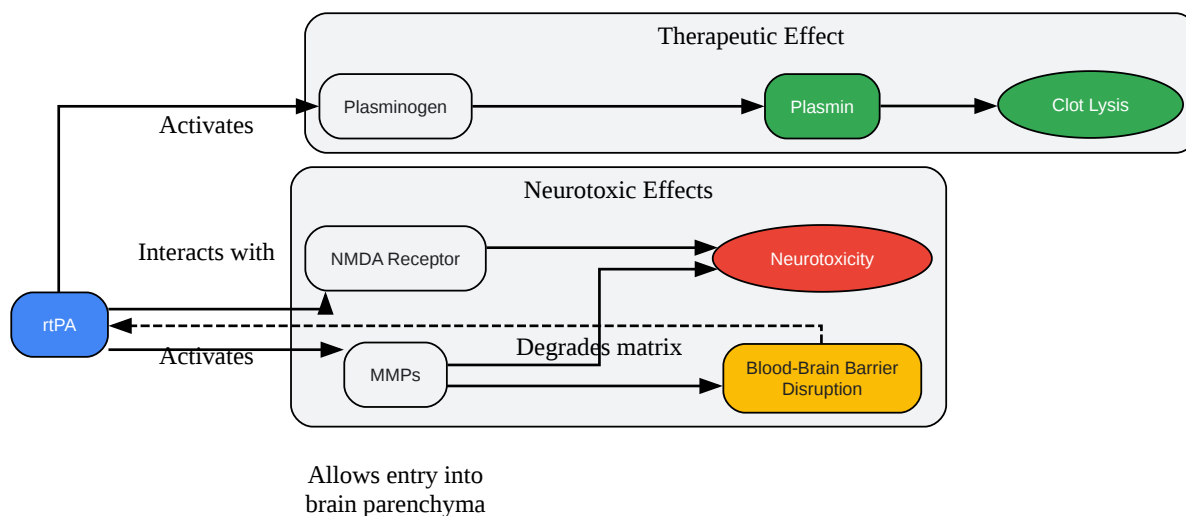 Therapeutic Effect
Plasminogen
Plasmin
Clot Lysis
Activates
Neurotoxic Effects
Interacts with
NMDA Receptor
Neurotoxicity
rtPA
Activates
Degrades matrix
MMPs
Blood-Brain Barrier
Disruption
Allows entry into
brain parenchyma